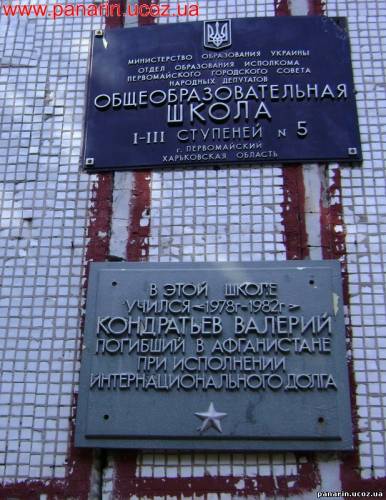 www.panarin.ucoz.ua
МИНИСТЕРСТВО ОБРАЗОВАНИЯ УКРАИНЫ
ОТДЕЛ ОБРАЗОВАНИЯ ИСПОЛКОМА
ПЕРВОМАЙСКОГО ГОРОДСКОГО СОВЕТА
НАРОДНЫХ ДЕПУТАТОВ
ОБЩЕОБРАЗОВАТЕЛЬНАЯ
ШКОЛА
I-III СТУПЕНЕЙ N 5
г. ПЕРВОМАЙСКИЙ
ХАРЬКОВСКАЯ ОБЛАСТЬ
В ЭТОЙ ШКОЛЕ
УЧИЛСЯ <1978г-1982г>
КОНДРАТЬЕВ ВАЛЕРИЙ
ПОГИБШИЙ В АФГАНИСТАНЕ
ПРИ ИСПОЛНЕНИИ
ИНТЕРНАЦИОНАЛЬНОГО ДОЛГА
panarin.ucoz.ua